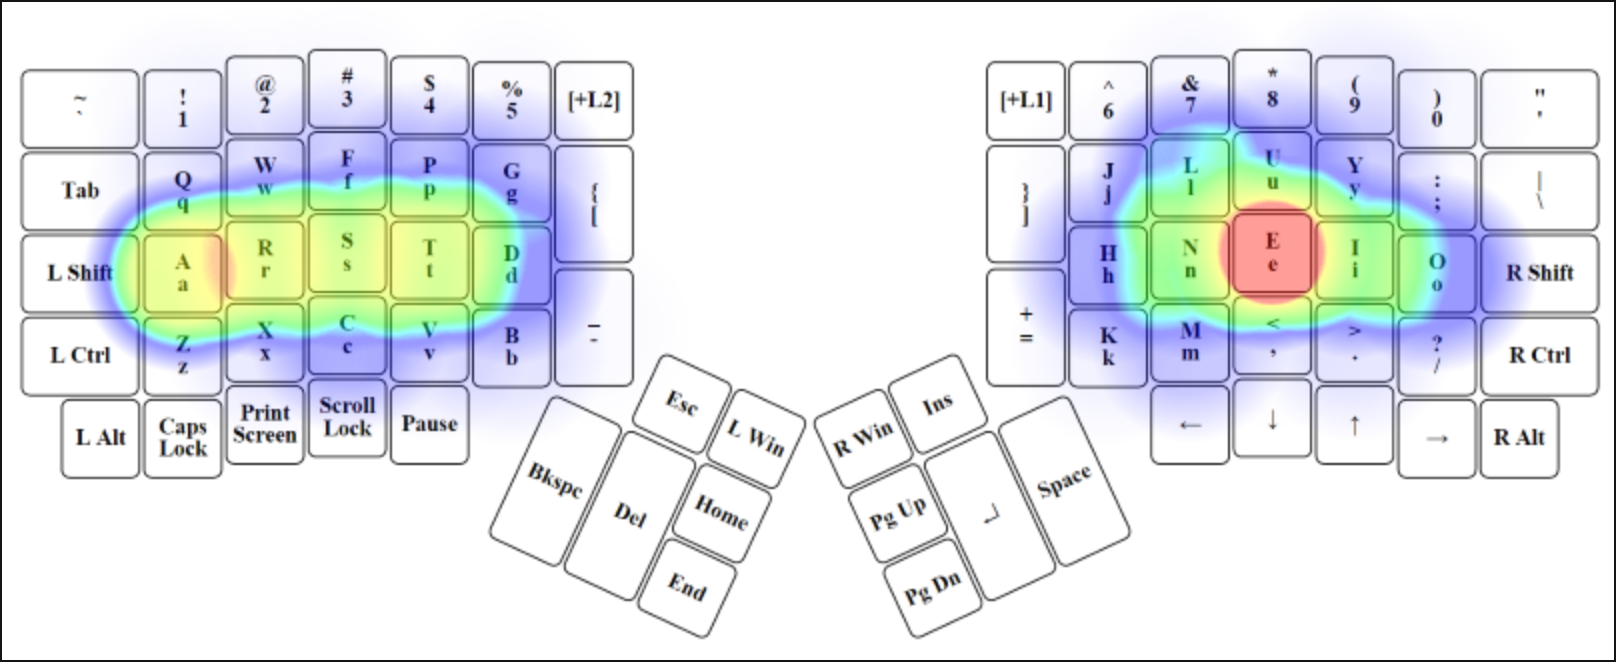 ~ ! @ # $ % [+L2] [+L1] ^ & * ( ) "
` 1 2 3 4 5 6 7 8 9 0 '
Tab Q W F P G { } J L U Y : |
q w f p g [ ] j l u y ; \
L Shift A R S T D H N E I O R Shift
a r s t d h n e i o
L Ctrl Z X C V B _ + K M < > ? R Ctrl
z x c v b - = k m , . /
L Alt Caps Lock Print Screen Scroll Lock Pause ← ↓ ↑ → R Alt
Esc L Win R Win Ins
Bkspc Del Home Pg Up ↵ Space
End Pg Dn